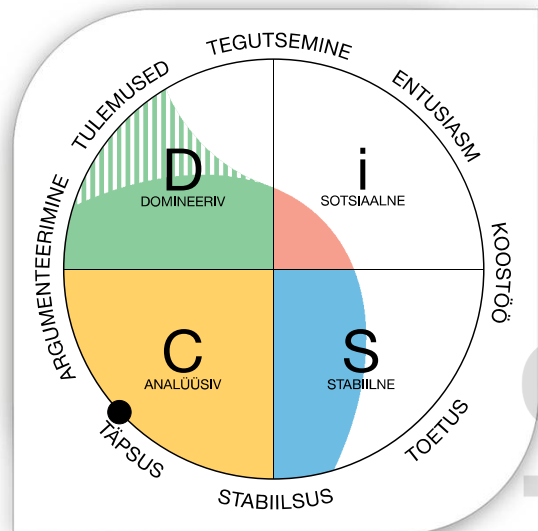 TEGUTSEMINE
TULEMUSED
ENTUSIASM
D
DOMINEERIV
i
SOTSIAALNE
ARGUMENTEERIMINE
KOOSTÖÖ
C
ANALÜÜSIV
S
STABIILNE
TÄPSUS
TOETUS
STABIILSUS